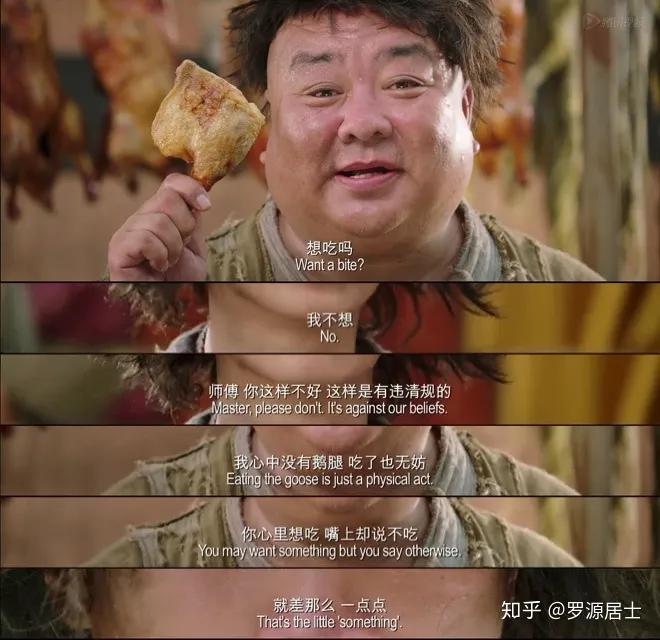 想吃吗
Want a bite?
我不想
No.
师傅 你这样不好 这样是有违清规的
Master, please don't. It's against our beliefs.
我心中没有鹅腿 吃了也无妨
Eating the goose is just a physical act.
你心里想吃 嘴上却说不吃
You may want something but you say otherwise.
就差那么 一点点
That's the little 'something'.
知乎 @罗源居士